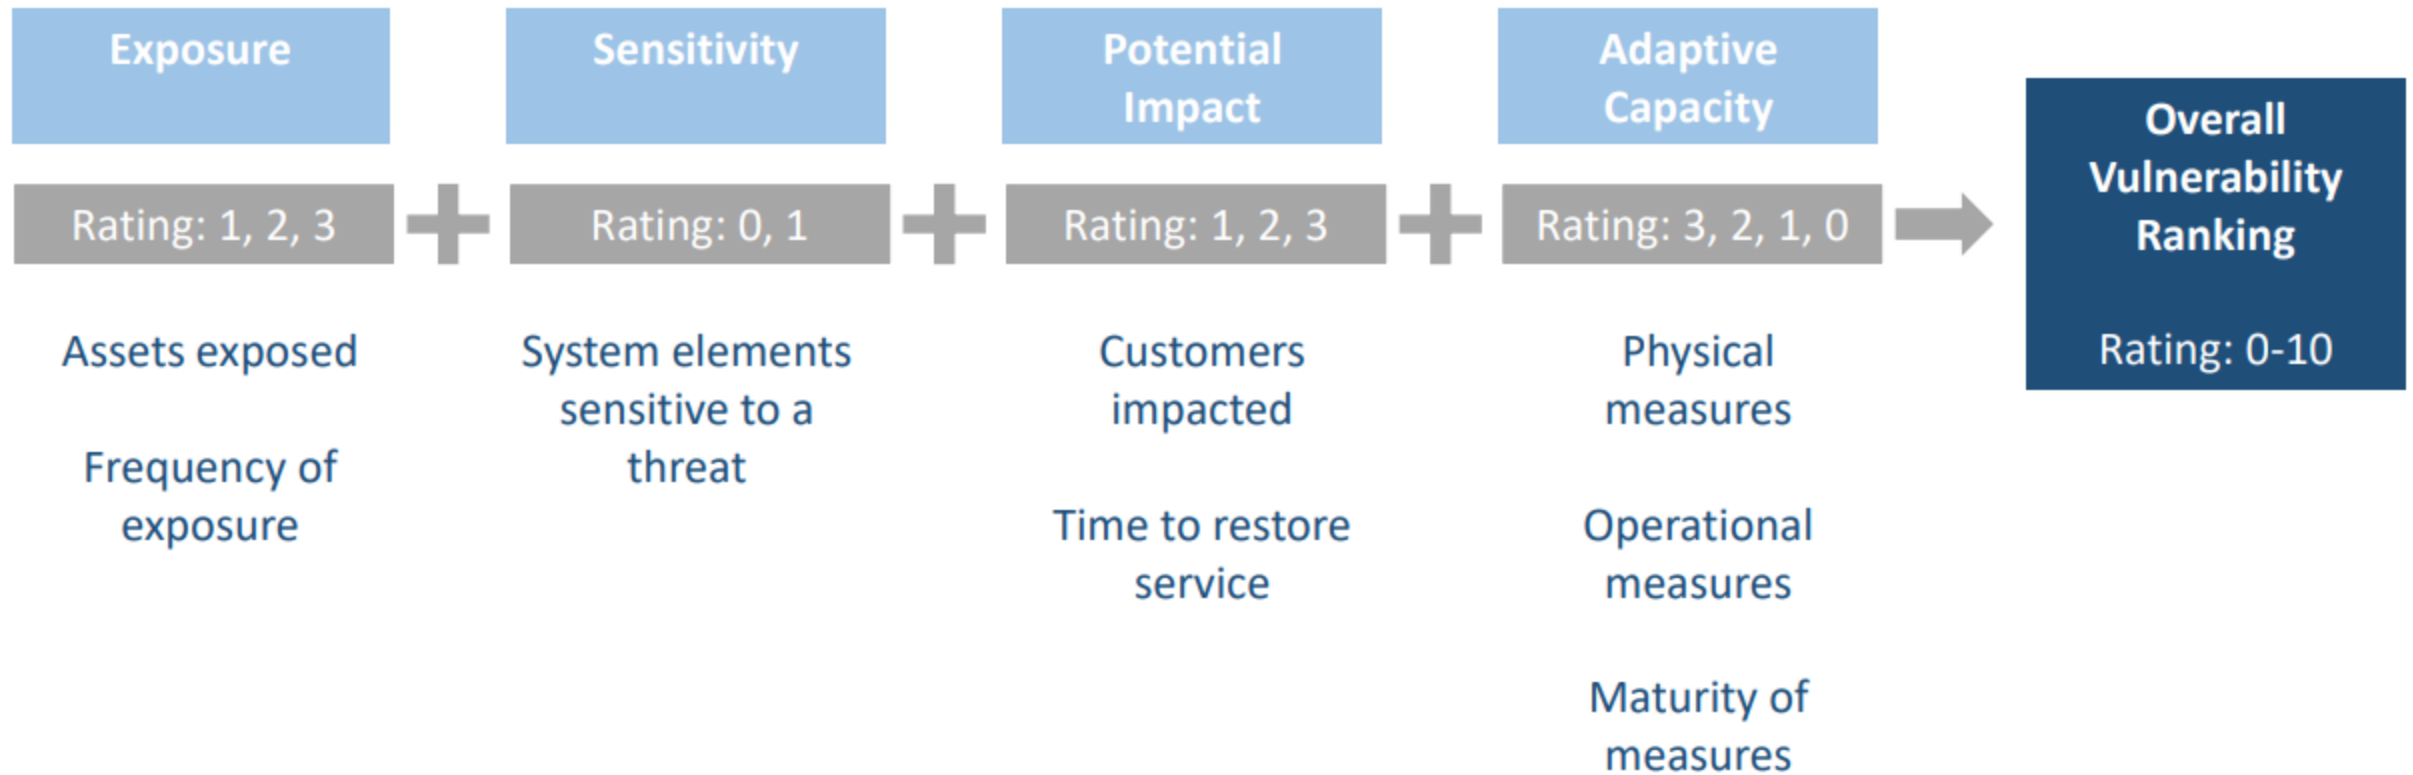 Exposure
Rating: 1, 2, 3
Assets exposed
Frequency of
exposure
Sensitivity
Rating: 0, 1
System elements
sensitive to a
threat
Potential
Impact
Rating: 1, 2, 3
Customers
impacted
Time to restore
service
Adaptive
Capacity
Rating: 3, 2, 1, 0
Physical
measures
Operational
measures
Maturity of
measures
Overall
Vulnerability
Ranking
Rating: 0-10